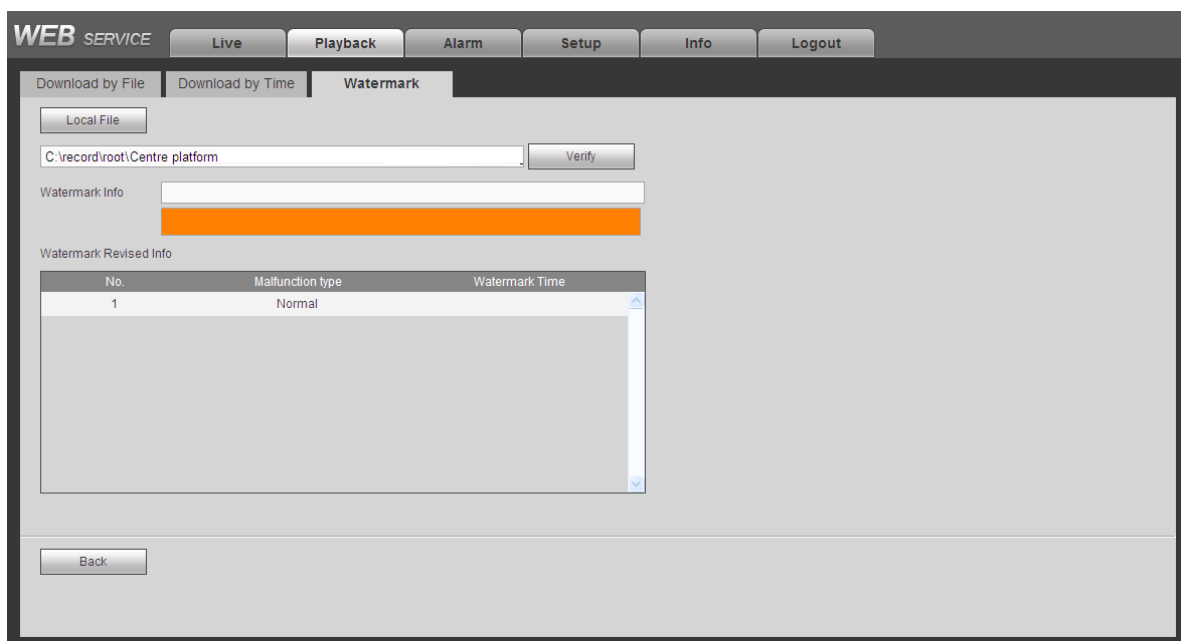 WEB SERVICE
Live Playback Alarm Setup Info Logout
Download by File Download by Time Watermark
Local File
C:\record\root\Centre platform Verify
Watermark Info
Watermark Revised Info
No. Malfunction type Watermark Time
1 Normal
Back